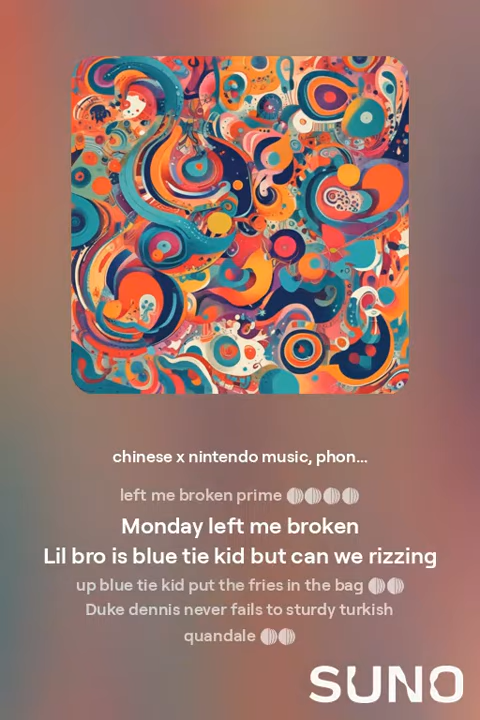 chinese x nintendo music, phon...
left me broken prime
Monday left me broken
Lil bro is blue tie kid but can we rizzing
up blue tie kid put the fries in the bag
Duke dennis never fails to sturdy turkish
quandale
SUNO